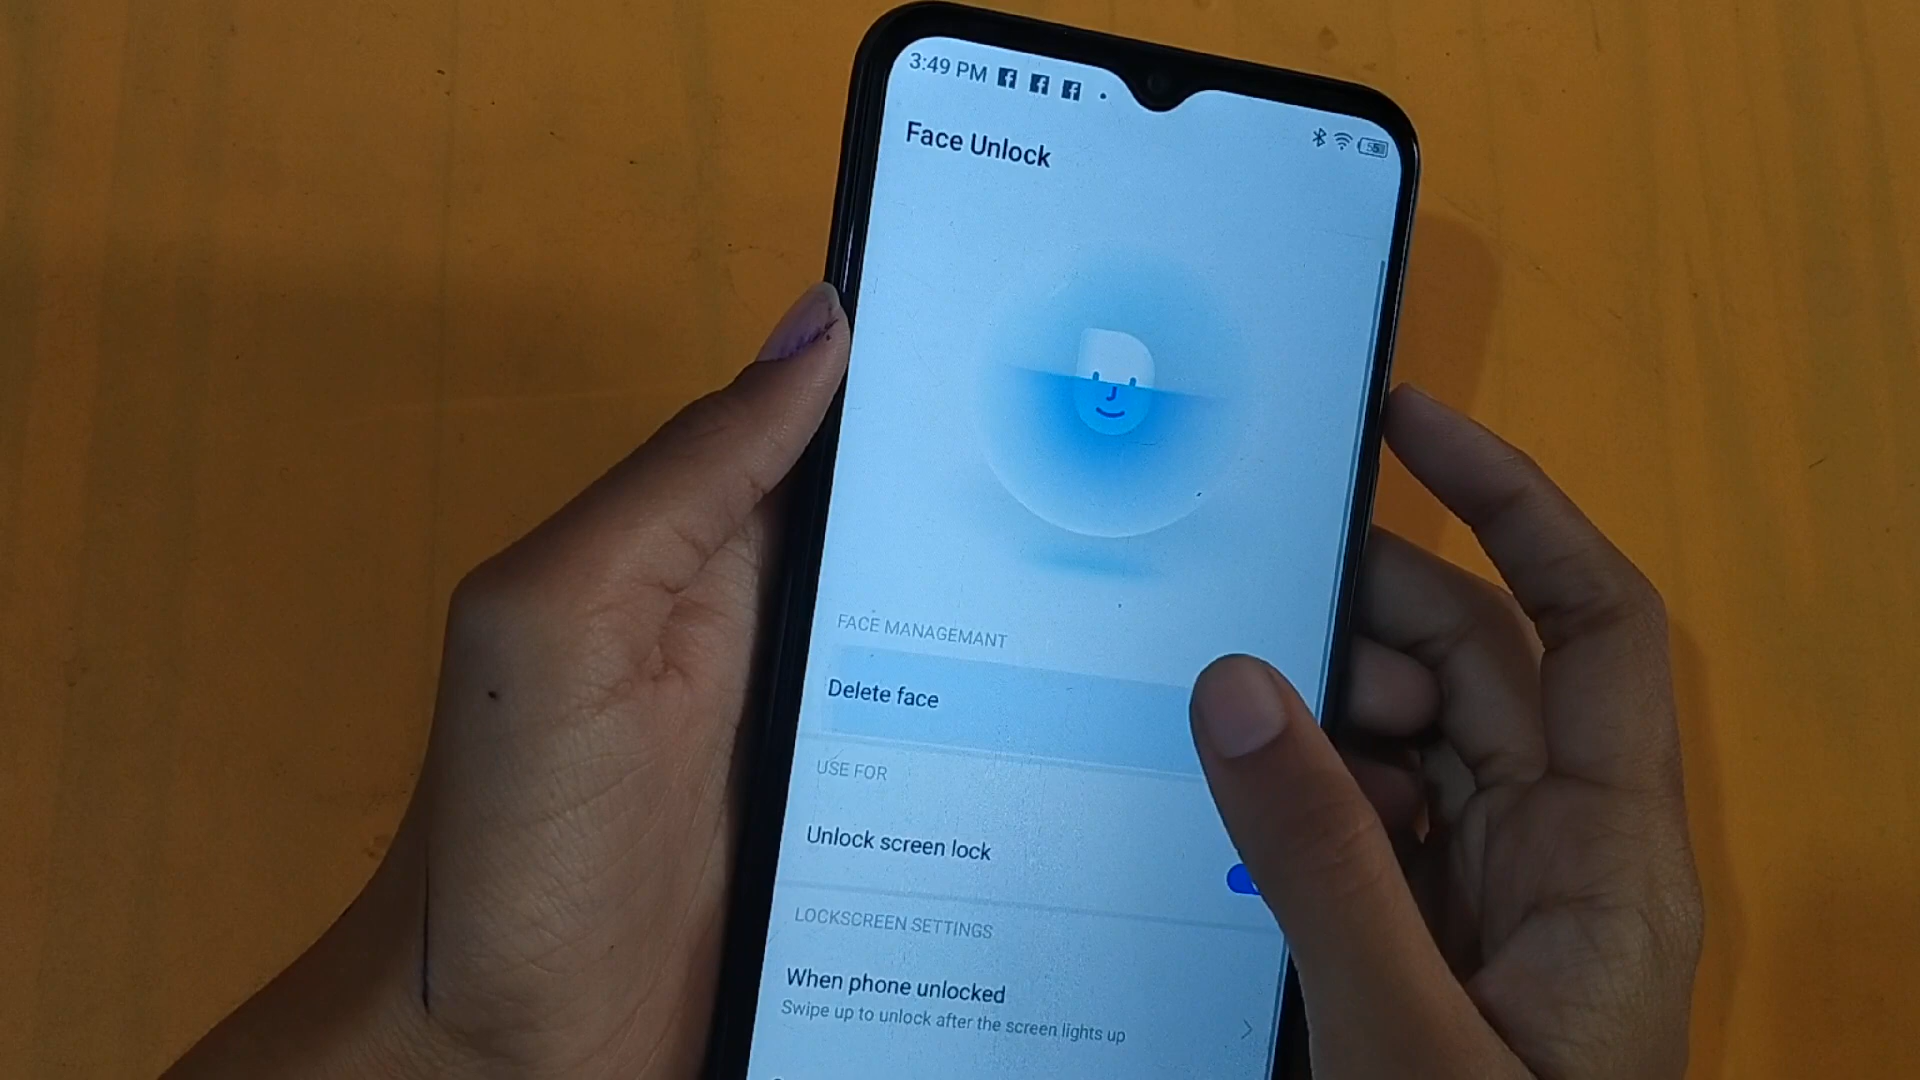 3:49 PM
55
Face Unlock
FACE MANAGEMANT
Delete face
USE FOR
Unlock screen lock
LOCKSCREEN SETTINGS
When phone unlocked
Swipe up to unlock after the screen lights up